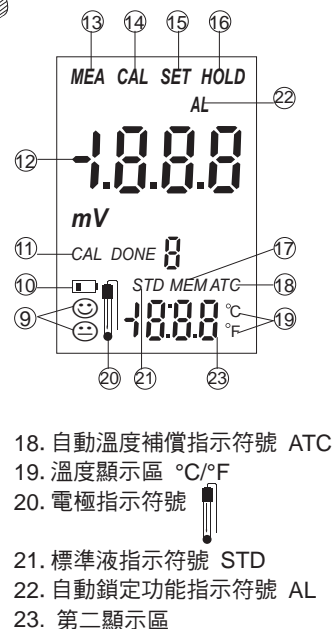 13 14 15 16
MEA CAL SET HOLD
AL 22
12 -1.8.8.8
mV
17
11 CAL DONE 8
10 STD MEM ATC 18
9 -18:8.8 °C 19
°F
20 21 23
18. 自動溫度補償指示符號 ATC
19. 溫度顯示區 °C/°F
20. 電極指示符號
21. 標準液指示符號 STD
22. 自動鎖定功能指示符號 AL
23. 第二顯示區